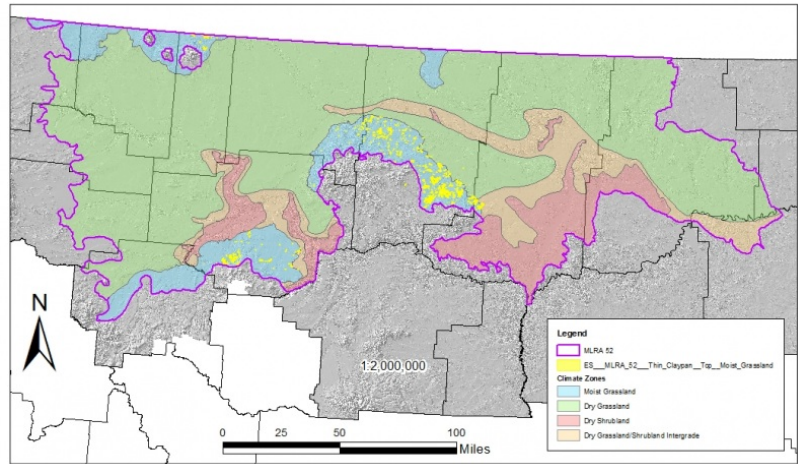 N
1:2,000,000
0 25 50 100
Miles
Legend
MLRA 52
ES___MLRA_52___Thin_Claypan__Top__Moist_Grassland
Climate Zones
Moist Grassland
Dry Grassland
Dry Shrubland
Dry Grassland/Shrubland Intergrade